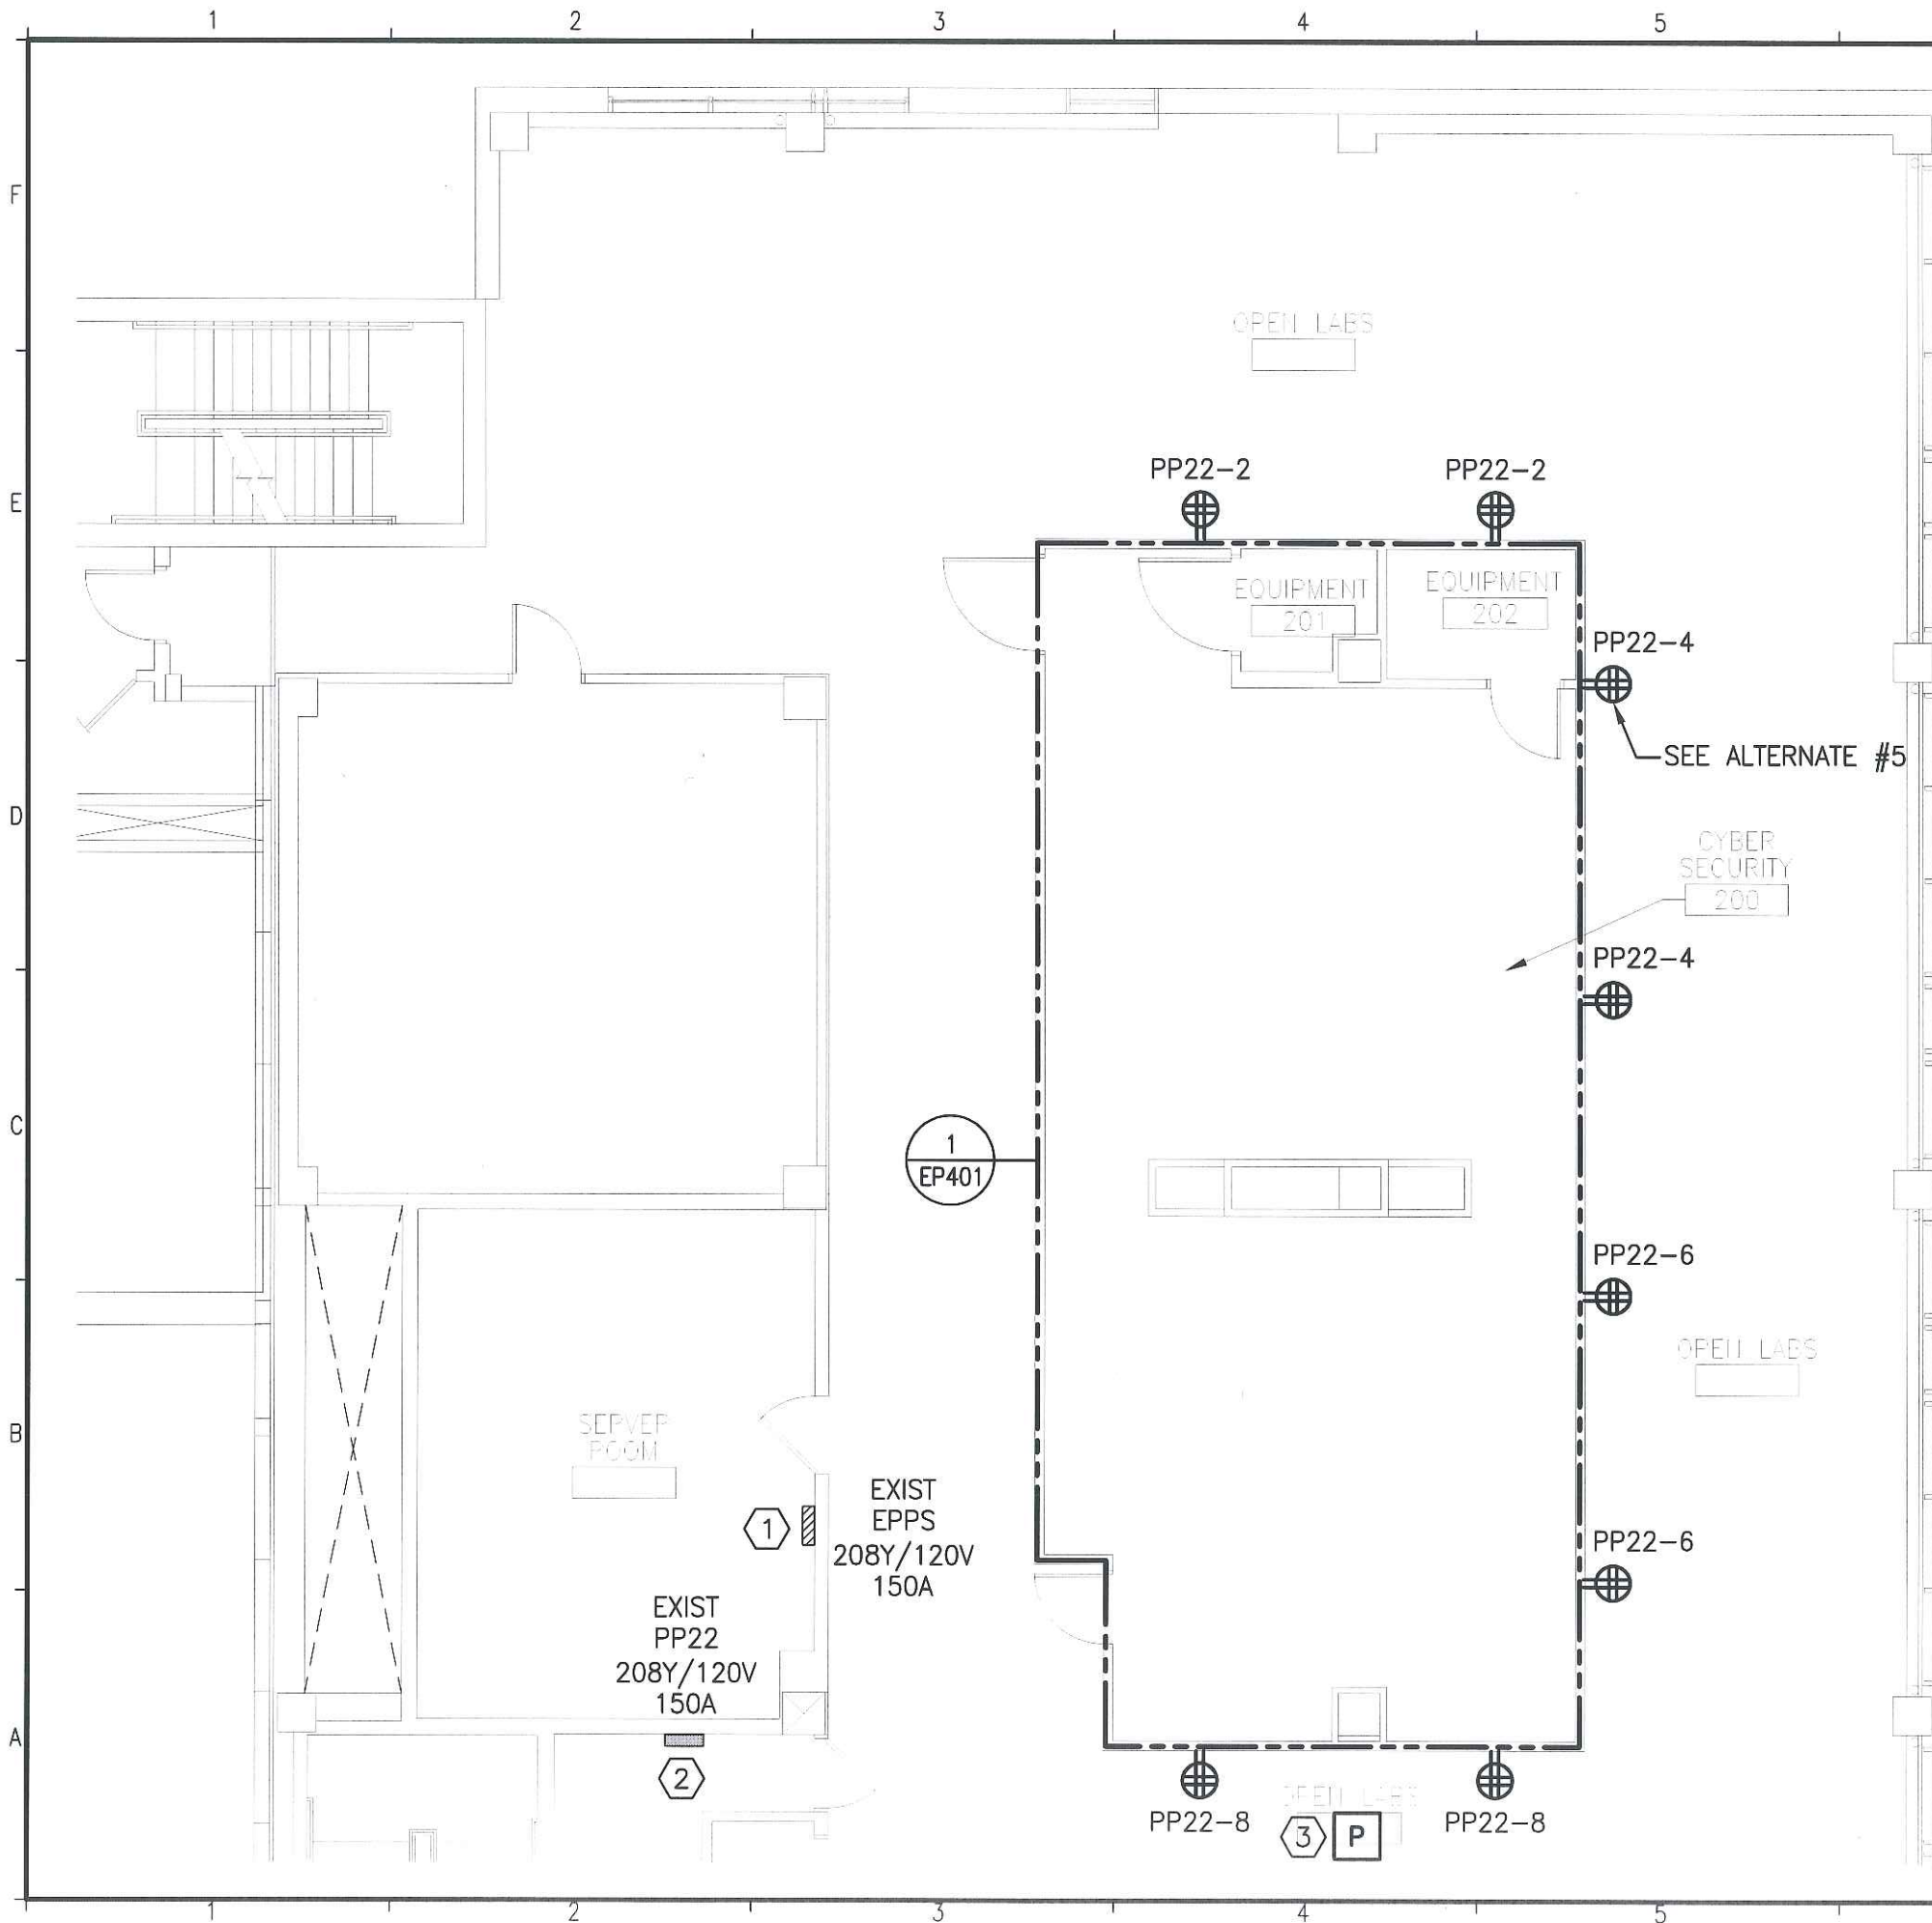 1 2 3 4 5
F
OPEN LABS
E
PP22-2
PP22-2
EQUIPMENT
201
EQUIPMENT
202
PP22-4
SEE ALTERNATE #5
D
CYBER
SECURITY
200
PP22-4
C
1
EP401
PP22-6
OPEN LABS
B
SERVER
ROOM
1
EXIST
EPPS
208Y/120V
150A
PP22-6
EXIST
PP22
208Y/120V
150A
A
2
PP22-8
OPEN LABS
3
P
PP22-8
1 2 3 4 5